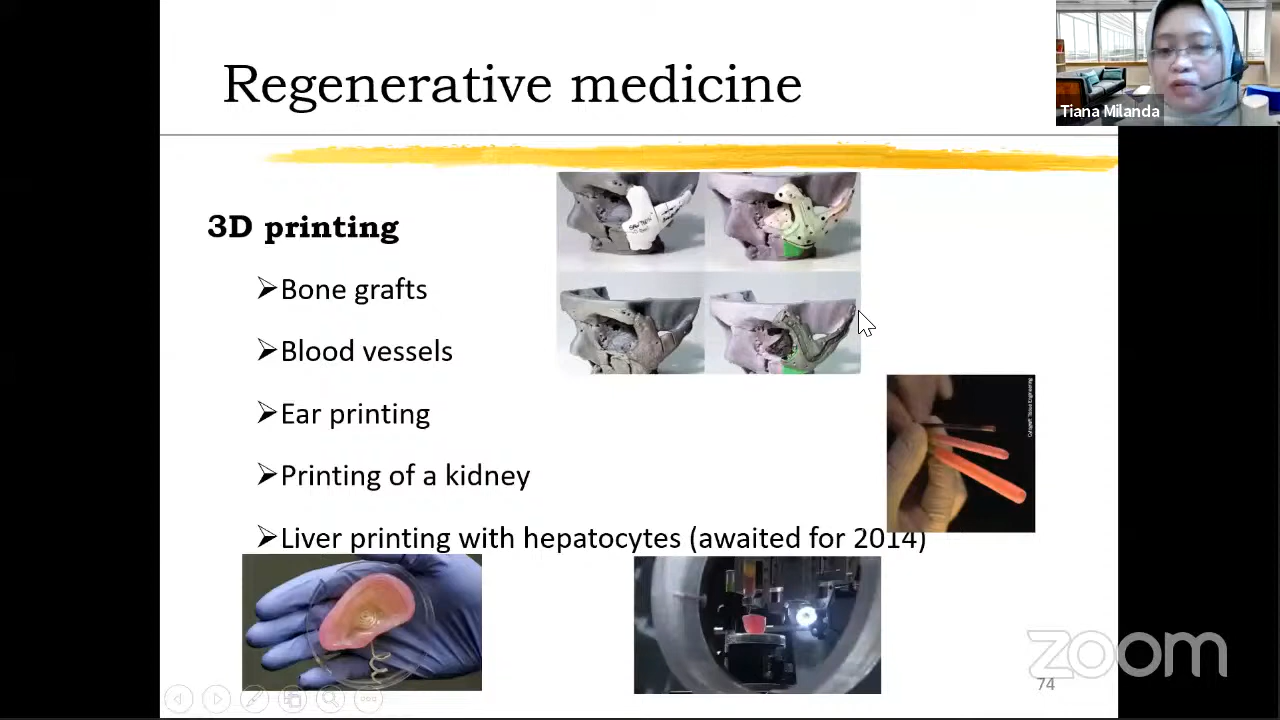 Regenerative medicine
Tiana Milanda
3D printing
➢Bone grafts
➢Blood vessels
➢Ear printing
➢Printing of a kidney
➢Liver printing with hepatocytes (awaited for 2014)
zoom
74